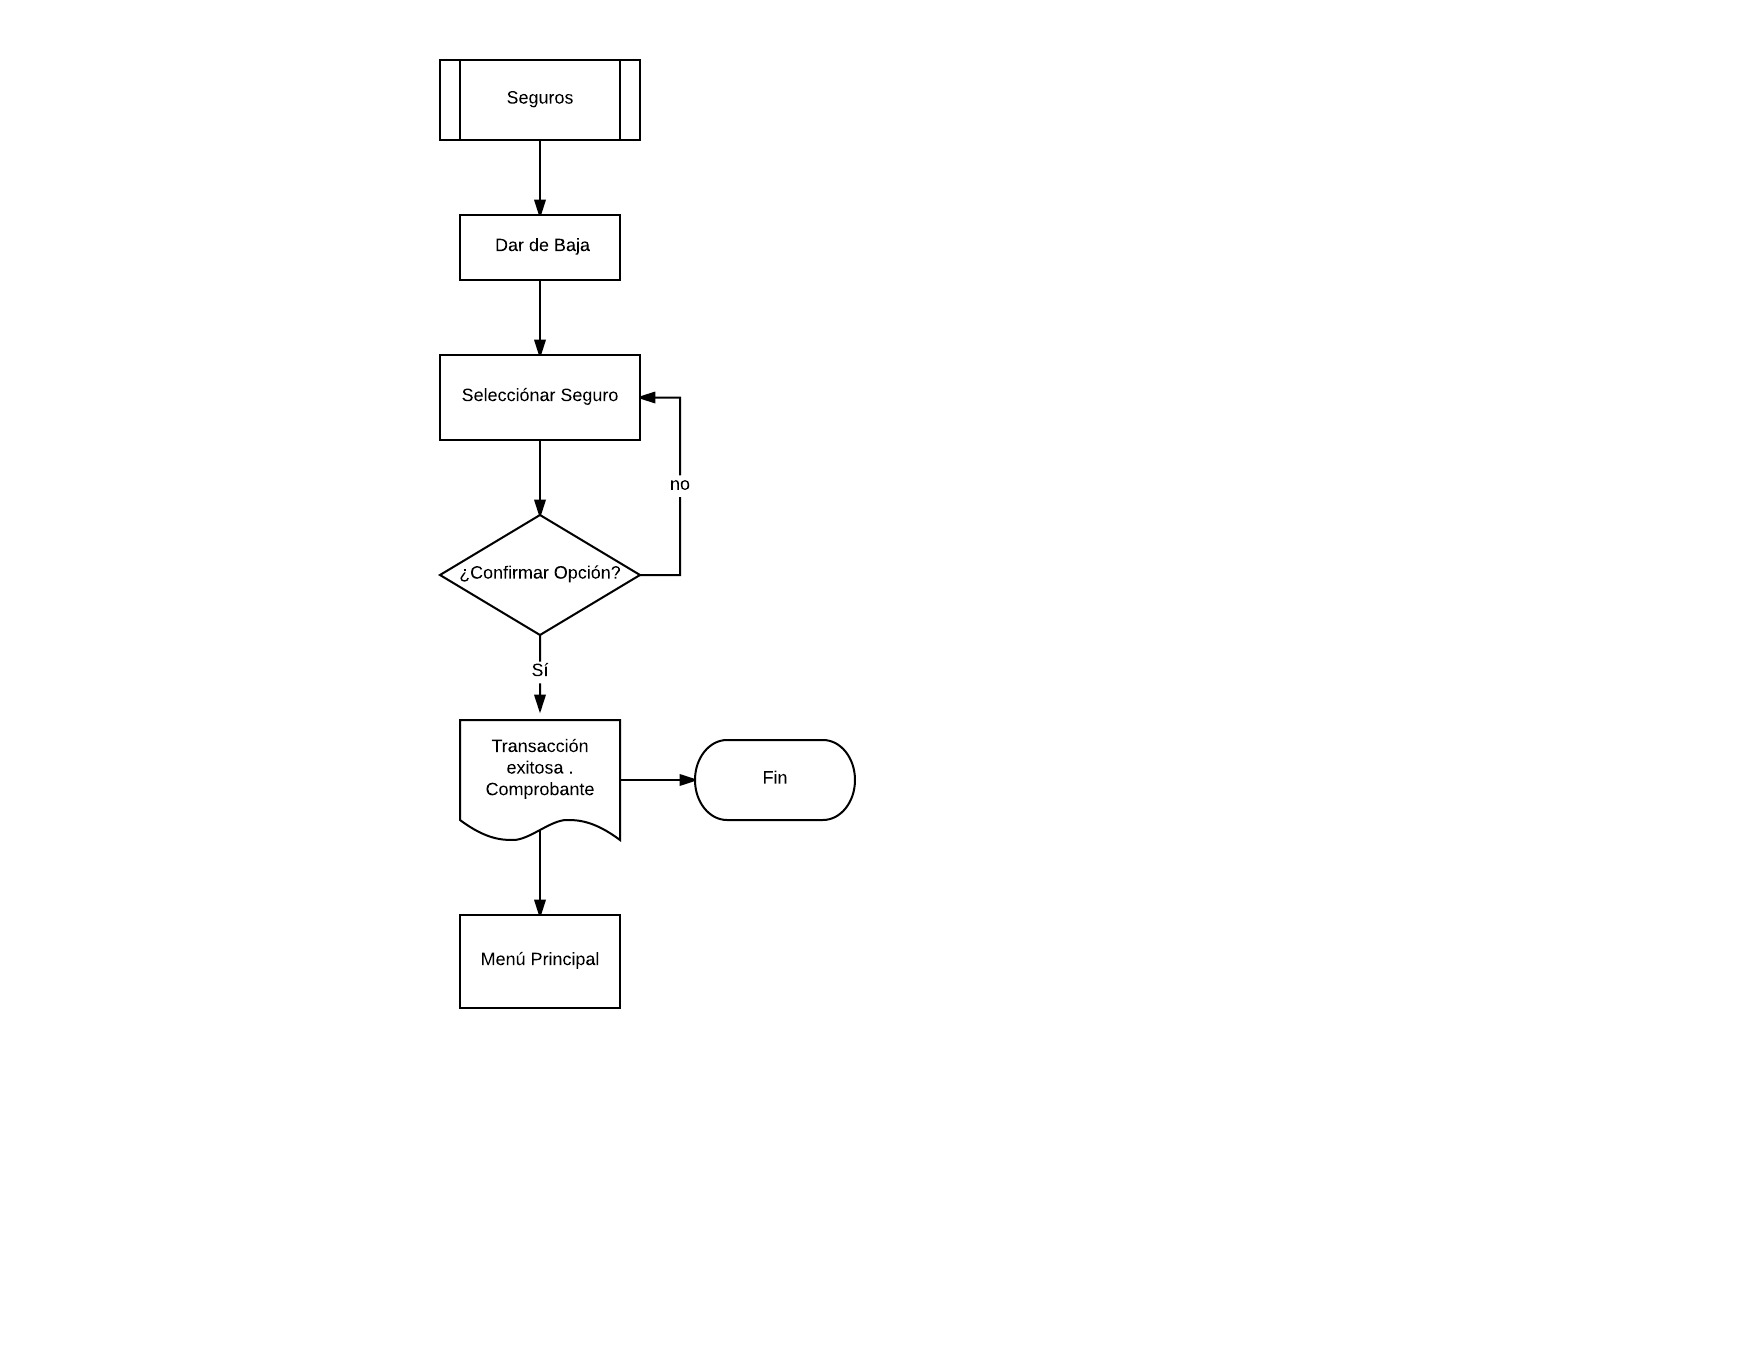 Seguros
Dar de Baja
Selecciónar Seguro
no
¿Confirmar Opción?
Sí
Transacción
exitosa .
Comprobante
Fin
Menú Principal